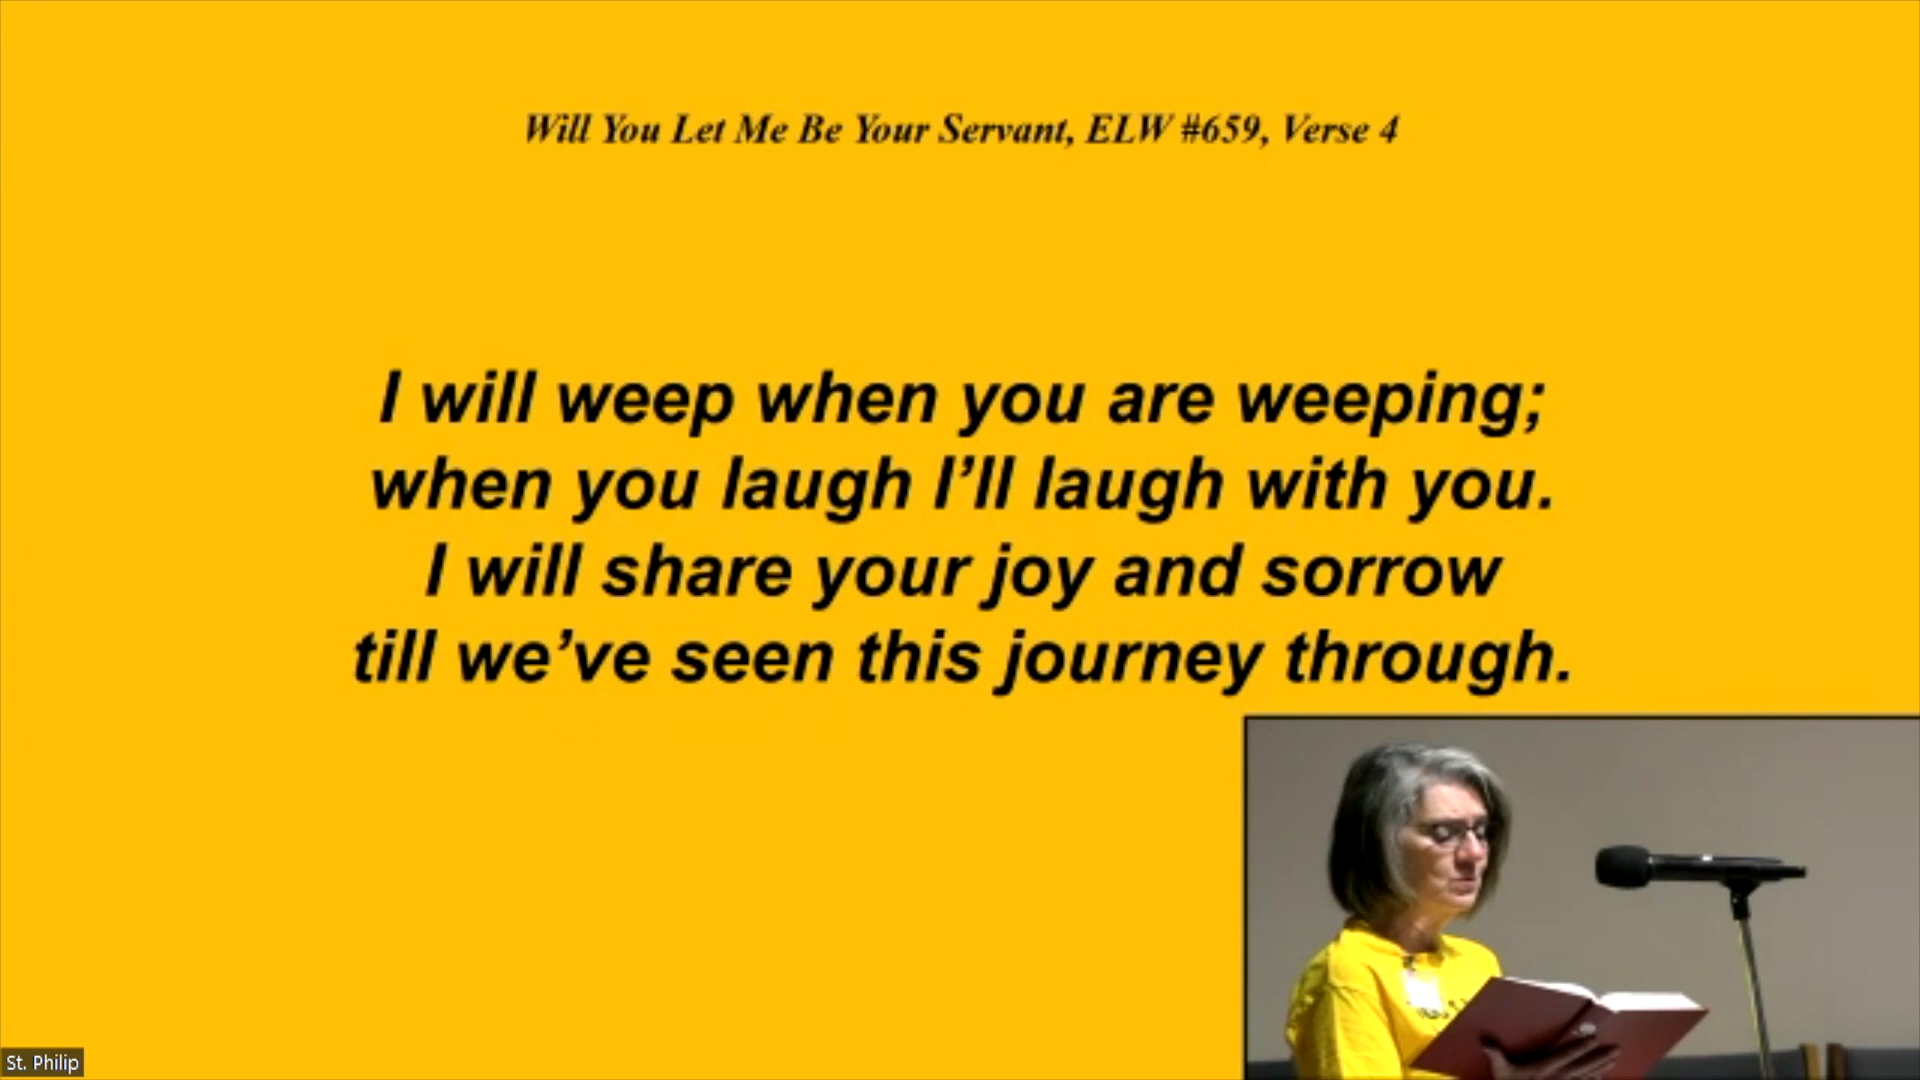 Will You Let Me Be Your Servant, ELW #659, Verse 4
I will weep when you are weeping;
when you laugh I’ll laugh with you.
I will share your joy and sorrow
till we’ve seen this journey through.
St. Philip